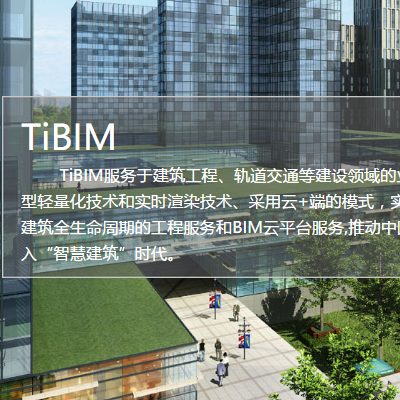 TiBIM
TiBIM服务于建筑工程、轨道交通等建设领域的
型轻量化技术和实时渲染技术、采用云+端的模式，实
建筑全生命周期的工程服务和BIM云平台服务,推动中
入“智慧建筑”时代。